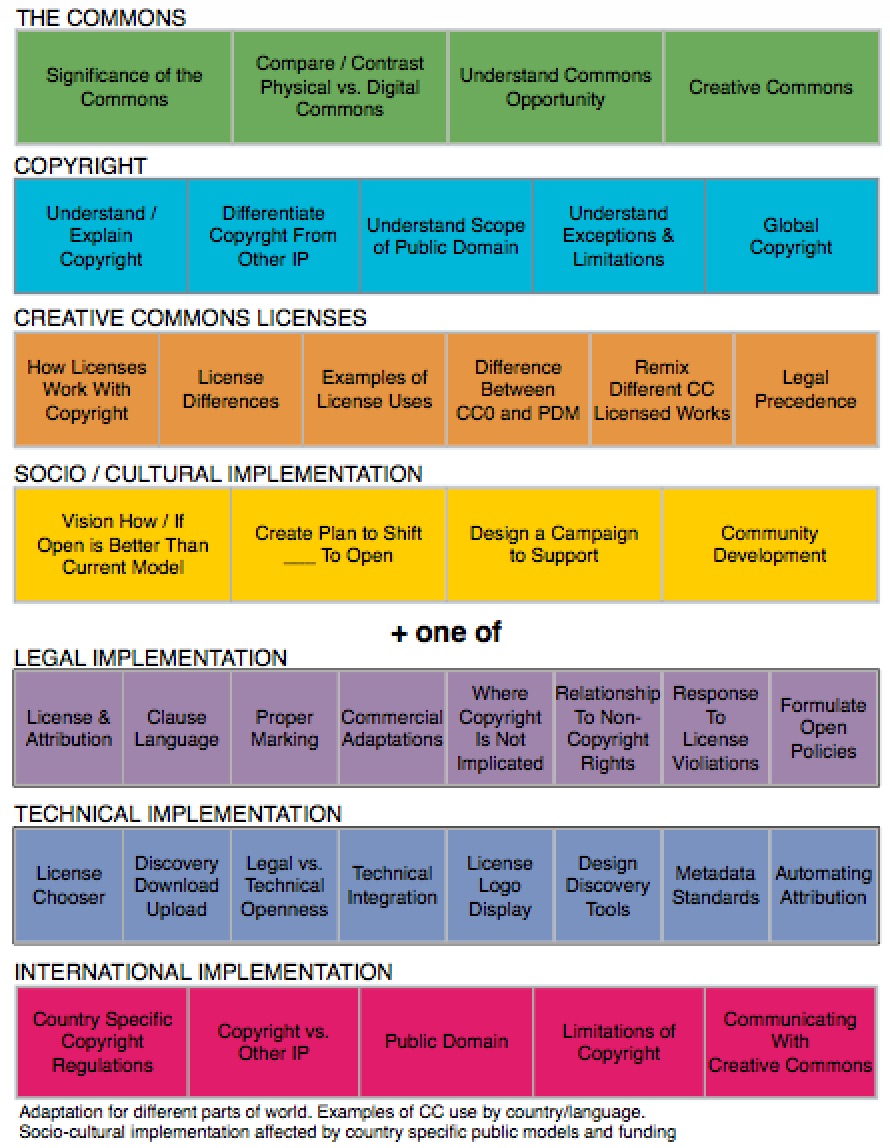 THE COMMONS
Significance of the
Commons
Compare / Contrast
Physical vs. Digital
Commons
Understand Commons
Opportunity
Creative Commons
COPYRIGHT
Understand /
Explain
Copyright
Differentiate
Copyrght From
Other IP
Understand Scope
of Public Domain
Understand
Exceptions &
Limitations
Global
Copyright
CREATIVE COMMONS LICENSES
How Licenses
Work With
Copyright
License
Differences
Examples of
License Uses
Difference
Between
CC0 and PDM
Remix
Different CC
Licensed Works
Legal
Precedence
SOCIO / CULTURAL IMPLEMENTATION
Vision How / If
Open is Better Than
Current Model
Create Plan to Shift
___ To Open
Design a Campaign
to Support
Community
Development
+ one of
LEGAL IMPLEMENTATION
License &
Attribution
Clause
Language
Proper
Marking
Commercial
Adaptations
Where
Copyright
Is Not
Implicated
Relationship
To Non-
Copyright
Rights
Response
To
License
Violiations
Formulate
Open
Policies
TECHNICAL IMPLEMENTATION
License
Chooser
Discovery
Download
Upload
Legal vs.
Technical
Openness
Technical
Integration
License
Logo
Display
Design
Discovery
Tools
Metadata
Standards
Automating
Attribution
INTERNATIONAL IMPLEMENTATION
Country Specific
Copyright
Regulations
Copyright vs.
Other IP
Public Domain
Limitations of
Copyright
Communicating
With
Creative Commons
Adaptation for different parts of world. Examples of CC use by country/language.
Socio-cultural implementation affected by country specific public models and funding